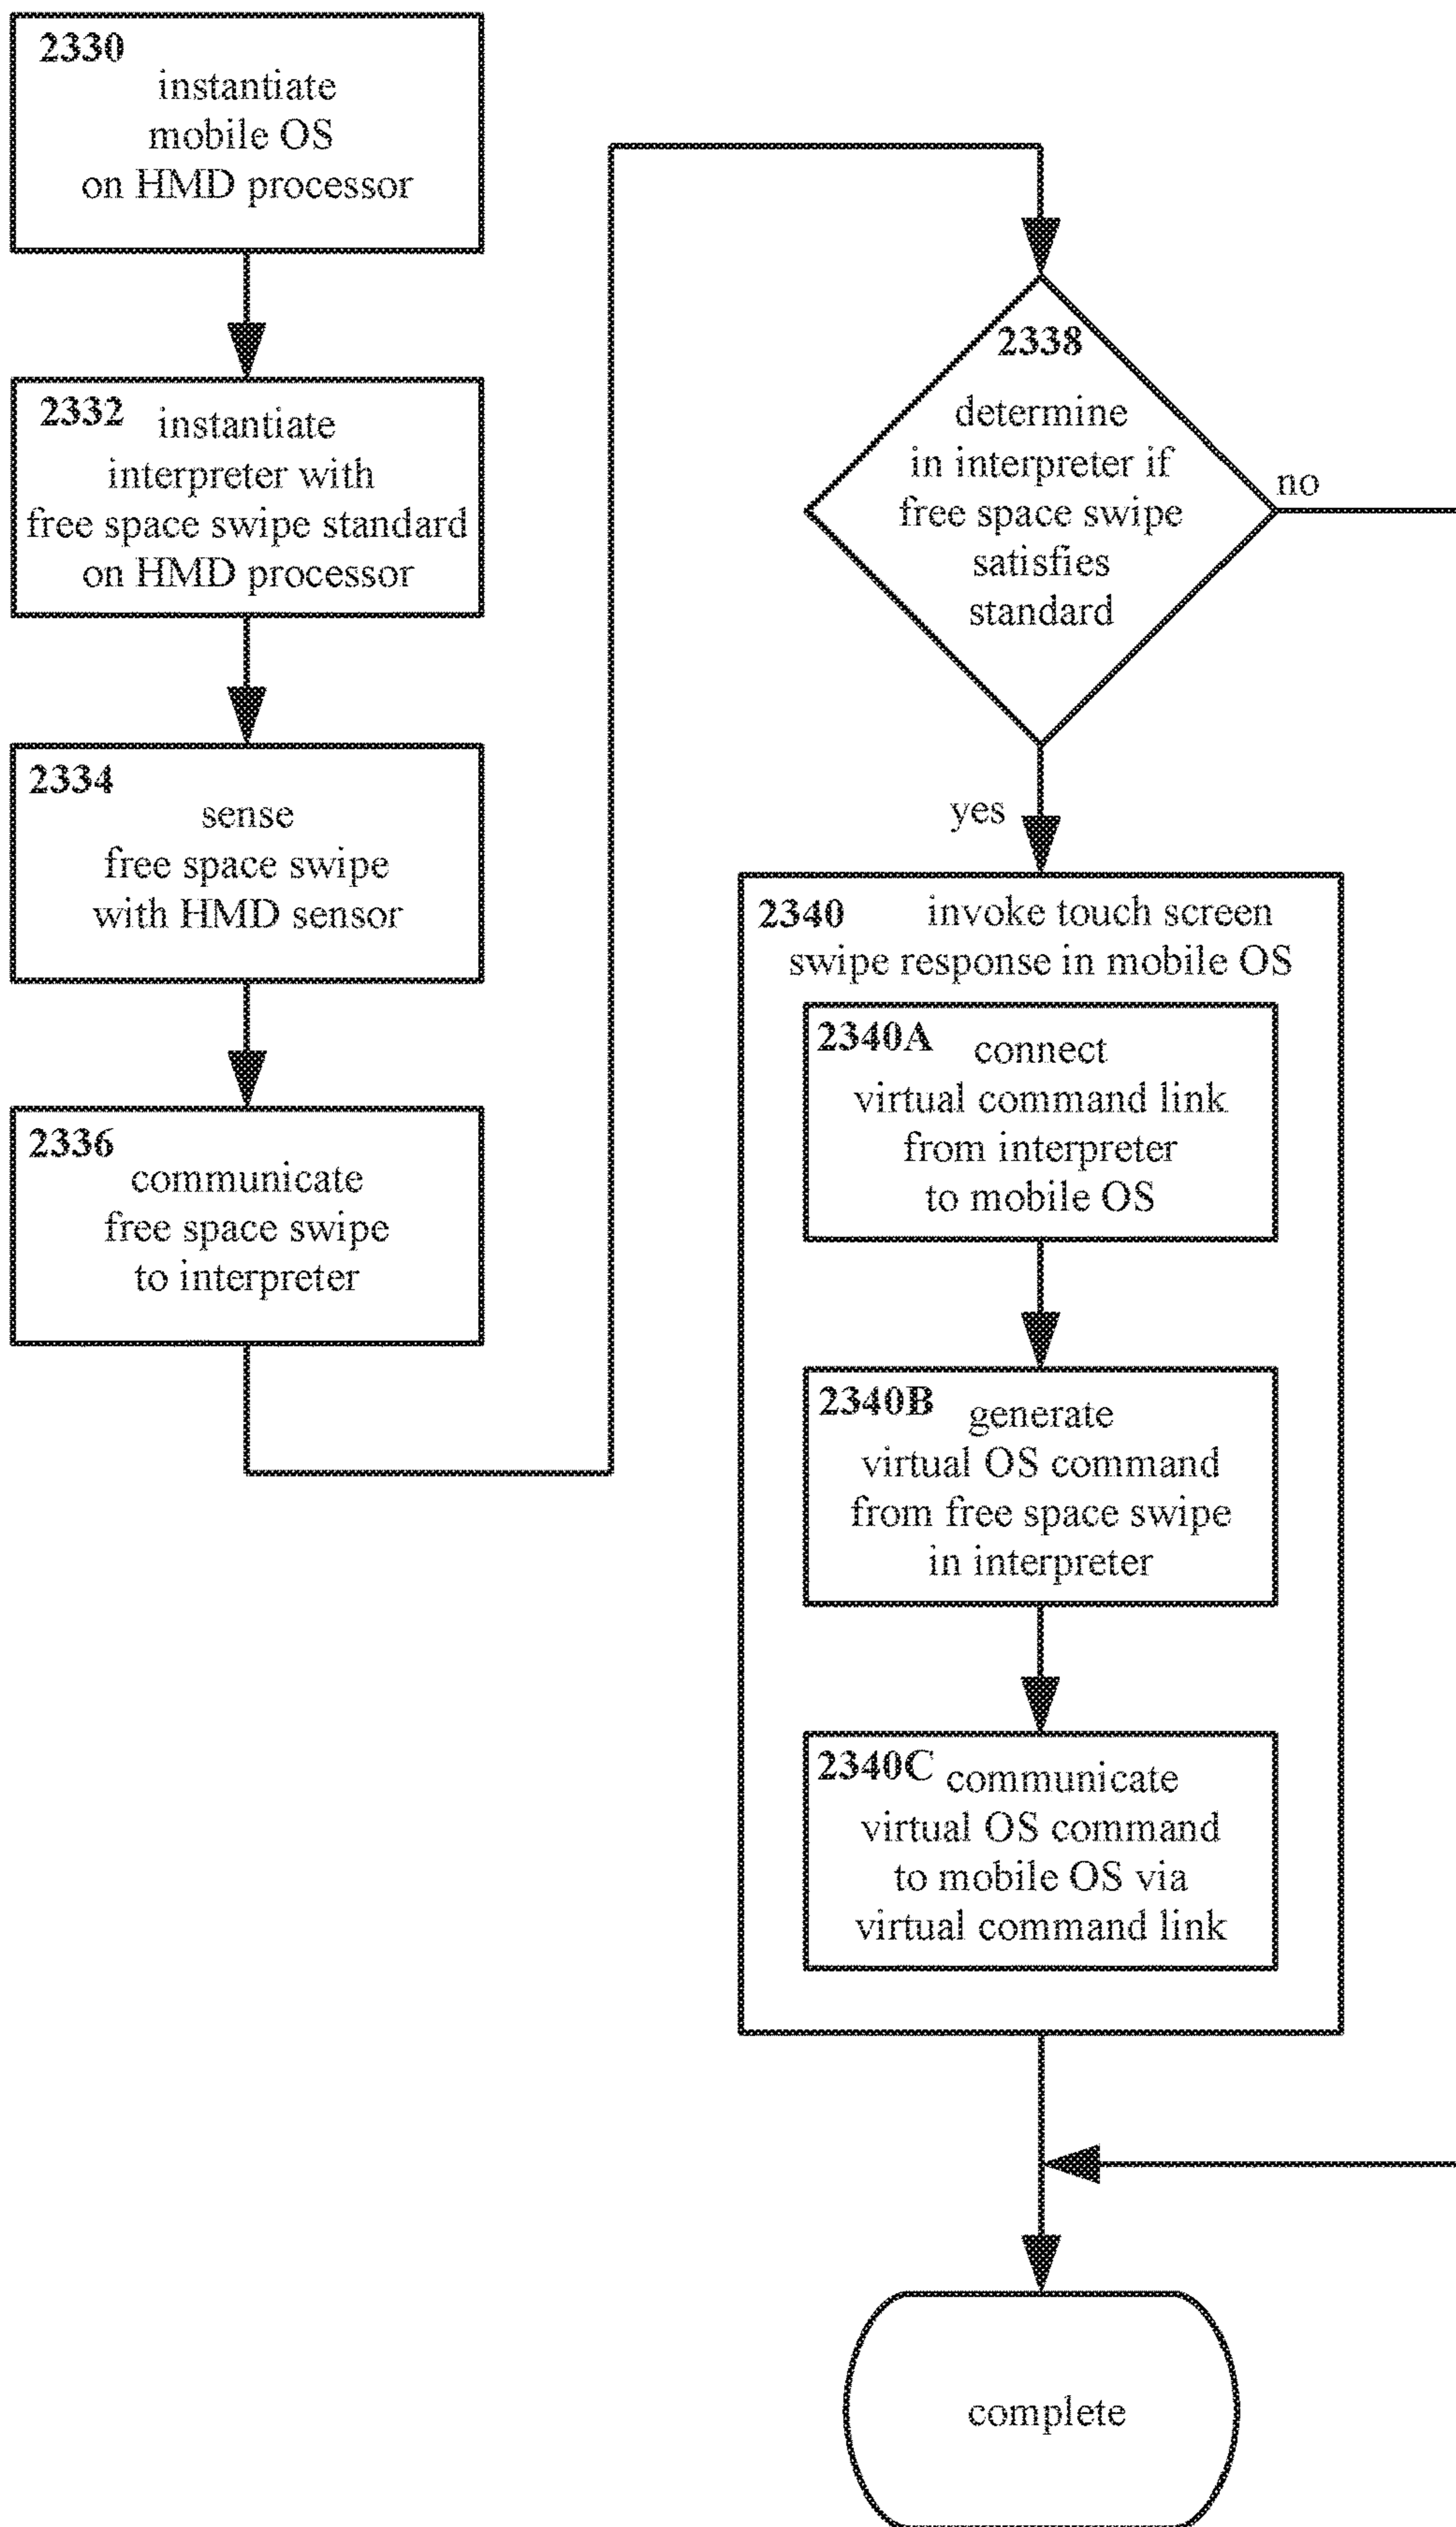 2330
instantiate
mobile OS
on HMD processor
2332 instantiate
interpreter with
free space swipe standard
on HMD processor
2334
sense
free space swipe
with HMD sensor
2336
communicate
free space swipe
to interpreter
2338
determine
in interpreter if
free space swipe
satisfies
standard
no
yes
2340 invoke touch screen
swipe response in mobile OS
2340A connect
virtual command link
from interpreter
to mobile OS
2340B generate
virtual OS command
from free space swipe
in interpreter
2340C communicate
virtual OS command
to mobile OS via
virtual command link
complete